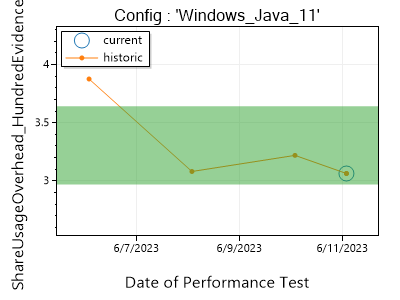 Config : 'Windows_Java_11'
current
historic
4
3.5
3
6/7/2023
6/9/2023
6/11/2023
Date of Performance Test
ShareUsageOverhead_HundredEvidence